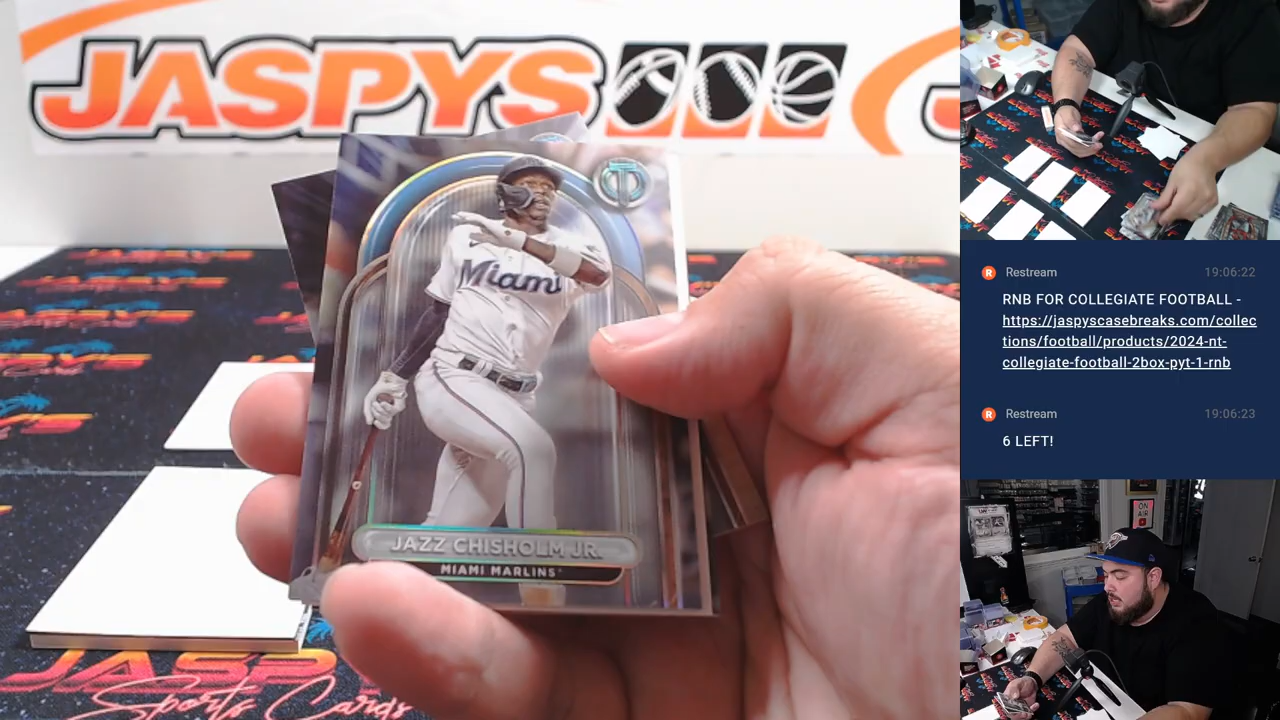 JASPYS
Miami
JAZZ CHISHOLM JR.
MIAMI MARLINS
JASP
Sports Cards
Restream 19:06:22
RNB FOR COLLEGIATE FOOTBALL -
https://jaspyscasebreaks.com/collec
tions/football/products/2024-nt-
collegiate-football-2box-pyt-1-rnb
Restream 19:06:23
6 LEFT!
ON
AIR